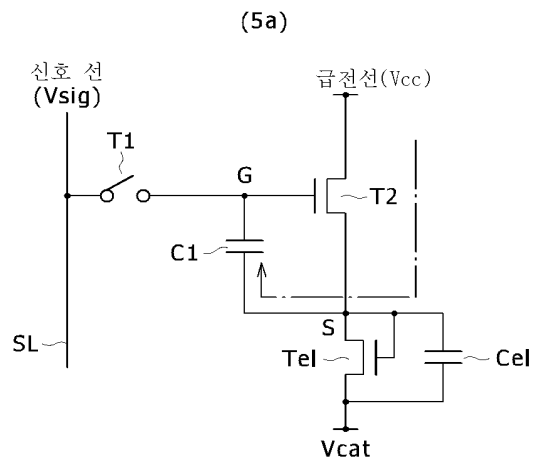 (5a)
신호 선
(Vsig)
급전선(Vcc)
T1
G
T2
C1
S
SL
Tel
Cel
Vcat